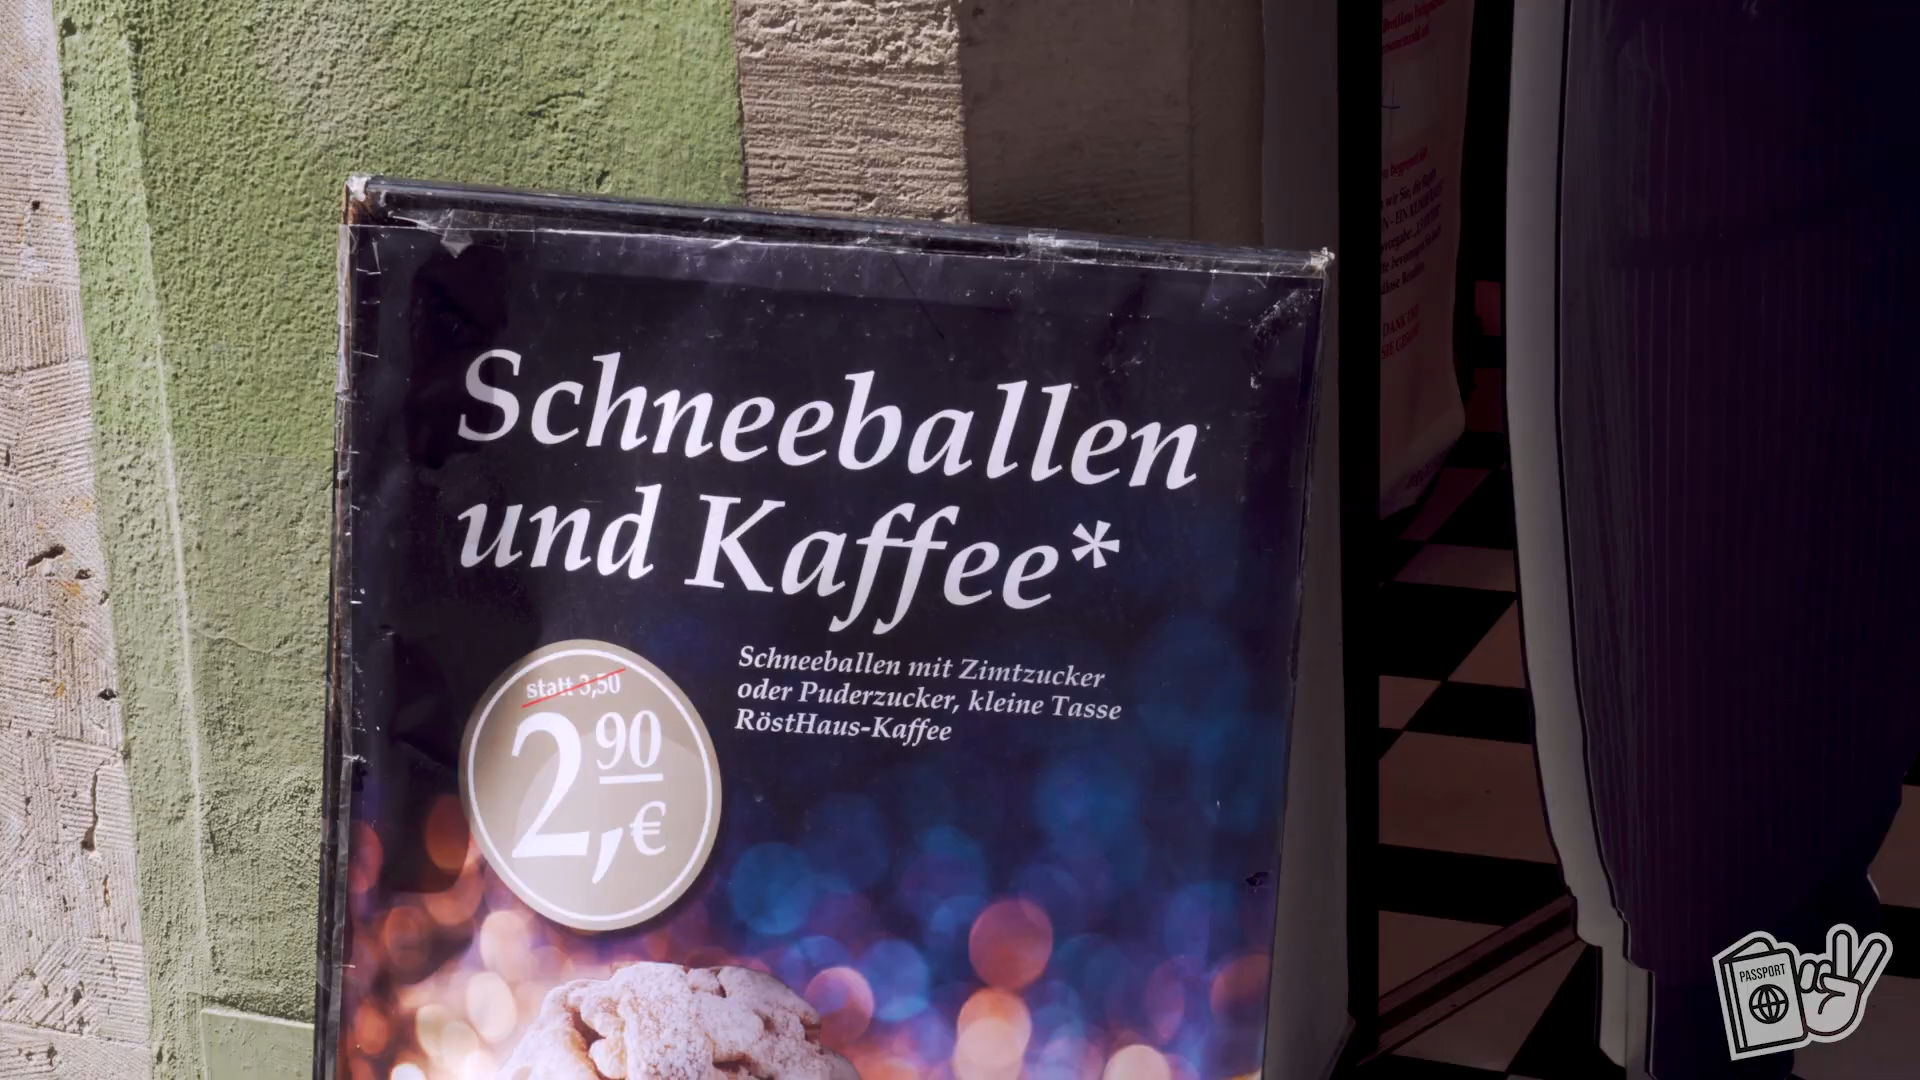 Schneeballen
und Kaffee*
statt 3,50
2,90 €
Schneeballen mit Zimtzucker
oder Puderzucker, kleine Tasse
RöstHaus-Kaffee
PASSPORT